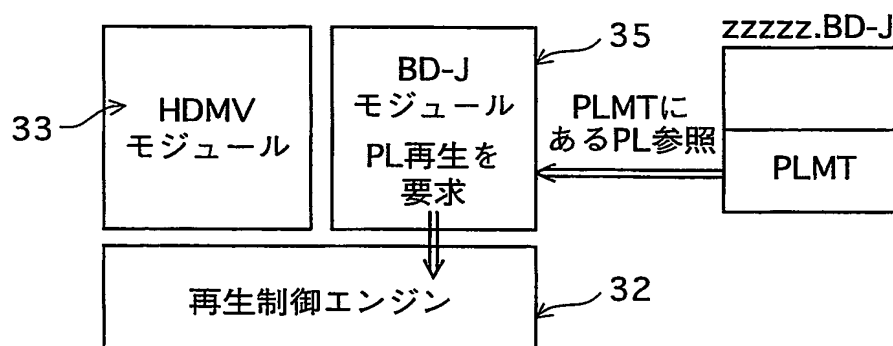 zzzzz.BD-J
35
33
HDMV
モジュール
BD-J
モジュール
PL再生を
要求
PLMTに
あるPL参照
PLMT
再生制御エンジン
32